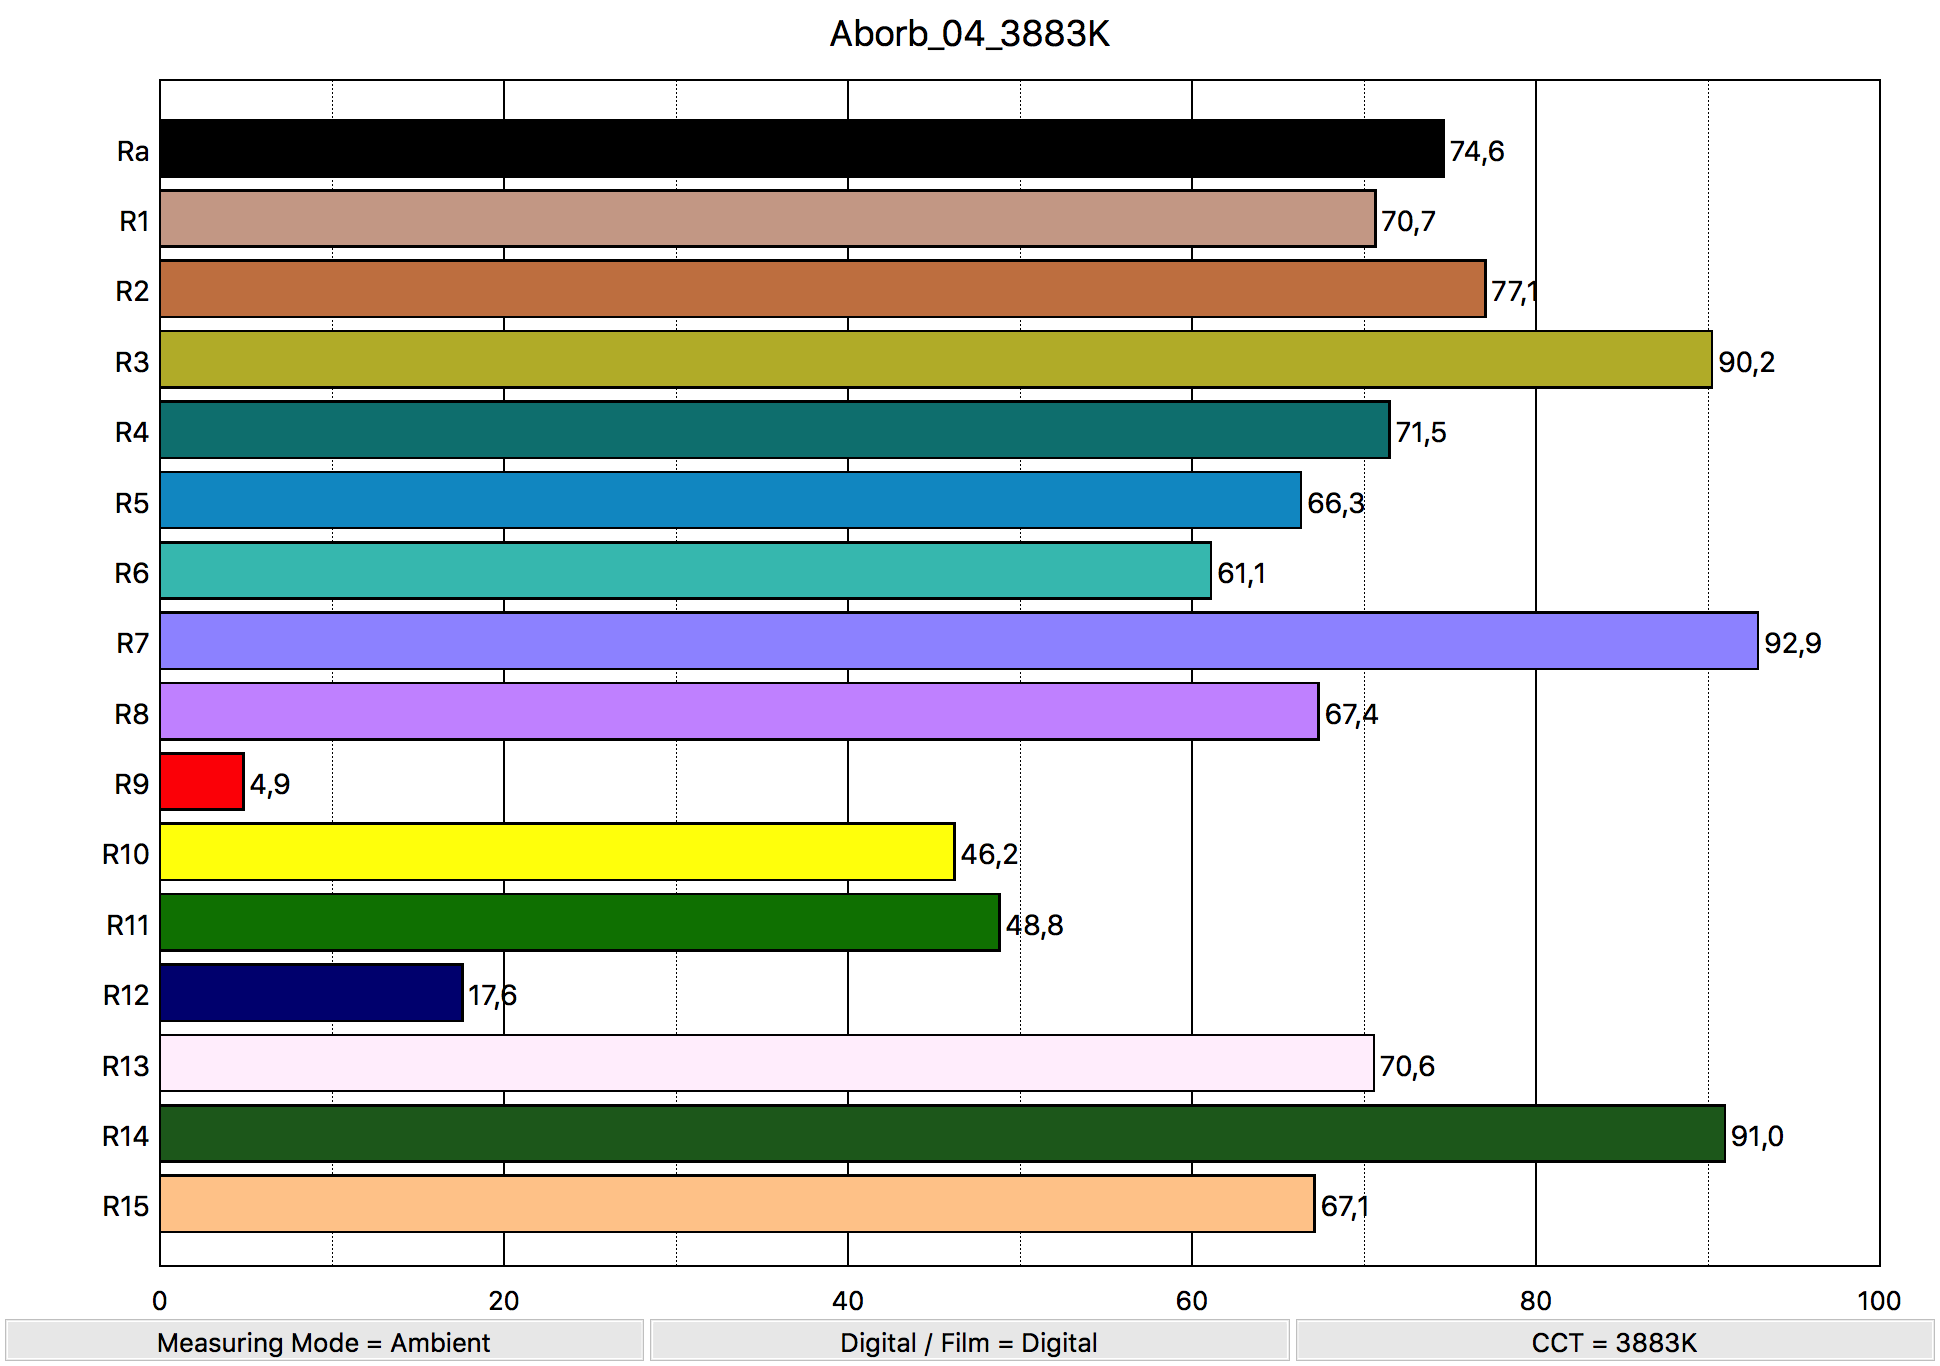 Aborb_04_3883K
Ra 74,6
R1 70,7
R2 77,1
R3 90,2
R4 71,5
R5 66,3
R6 61,1
R7 92,9
R8 67,4
R9 4,9
R10 46,2
R11 48,8
R12 17,6
R13 70,6
R14 91,0
R15 67,1
0 20 40 60 80 100
Measuring Mode = Ambient Digital / Film = Digital CCT = 3883K